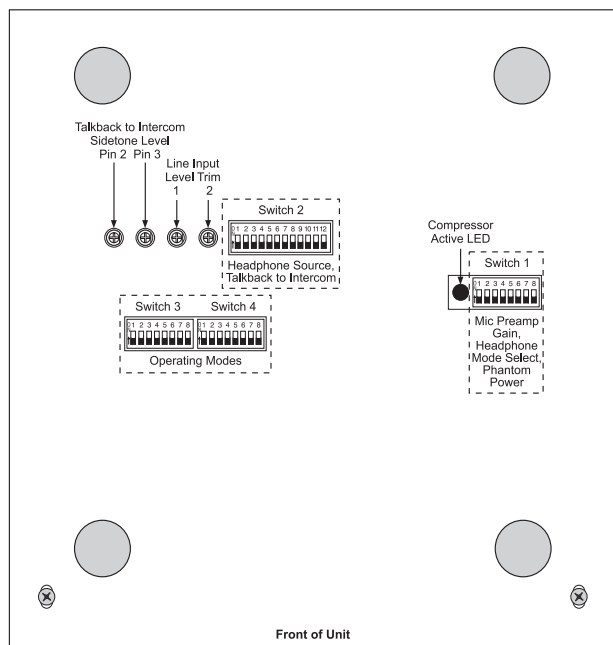 Talkback to Intercom
Sidetone Level
Pin 2 Pin 3
Line Input
Level Trim
1 2
Switch 2
1 2 3 4 5 6 7 8 9 10 11 12
Headphone Source,
Talkback to Intercom
Compressor
Active LED
Switch 1
1 2 3 4 5 6 7 8
Mic Preamp
Gain,
Headphone
Mode Select,
Phantom
Power
Switch 3 Switch 4
1 2 3 4 5 6 7 8 1 2 3 4 5 6 7 8
Operating Modes
Front of Unit